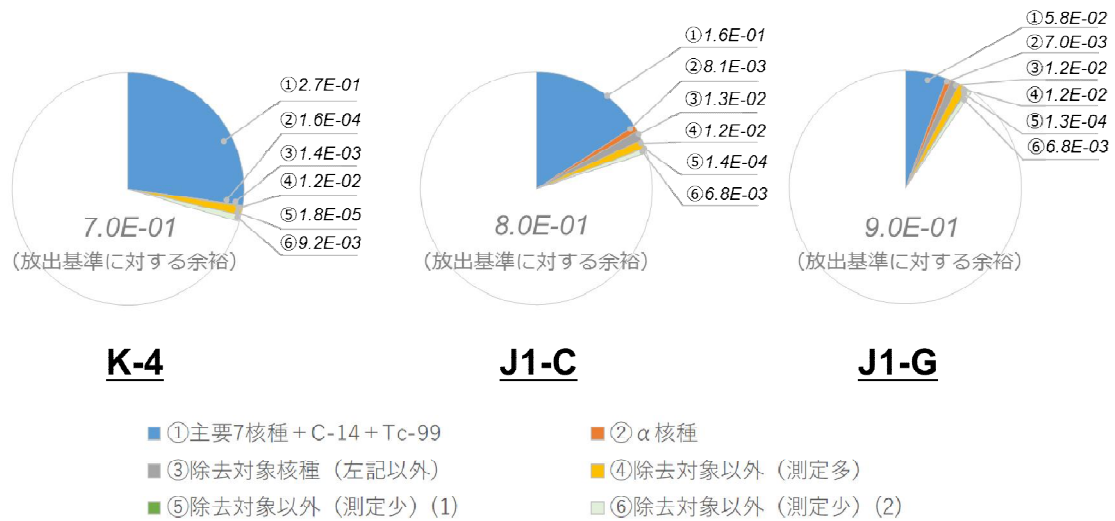 ①2.7E-01
②1.6E-04
③1.4E-03
④1.2E-02
⑤1.8E-05
⑥9.2E-03
7.0E-01
(放出基準に対する余裕)
K-4
①1.6E-01
②8.1E-03
③1.3E-02
④1.2E-02
⑤1.4E-04
⑥6.8E-03
8.0E-01
(放出基準に対する余裕)
J1-C
①5.8E-02
②7.0E-03
③1.2E-02
④1.2E-02
⑤1.3E-04
⑥6.8E-03
9.0E-01
(放出基準に対する余裕)
J1-G
①主要7核種+C-14+Tc-99
②α核種
③除去対象核種(左記以外)
④除去対象以外(測定多)
⑤除去対象以外(測定少)(1)
⑥除去対象以外(測定少)(2)